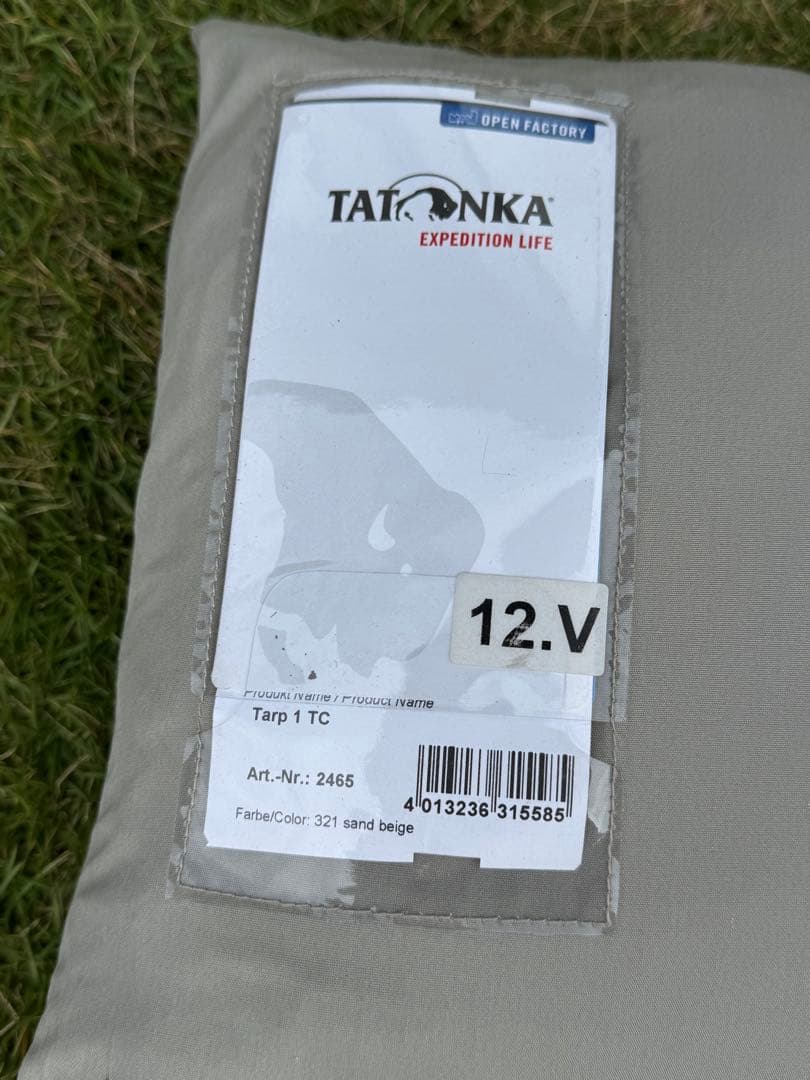 OPEN FACTORY
TATONKA
EXPEDITION LIFE
12.V
Produkt Name / Product Name
Tarp 1 TC
Art.-Nr.: 2465
4 013236 315585
Farbe/Color: 321 sand beige